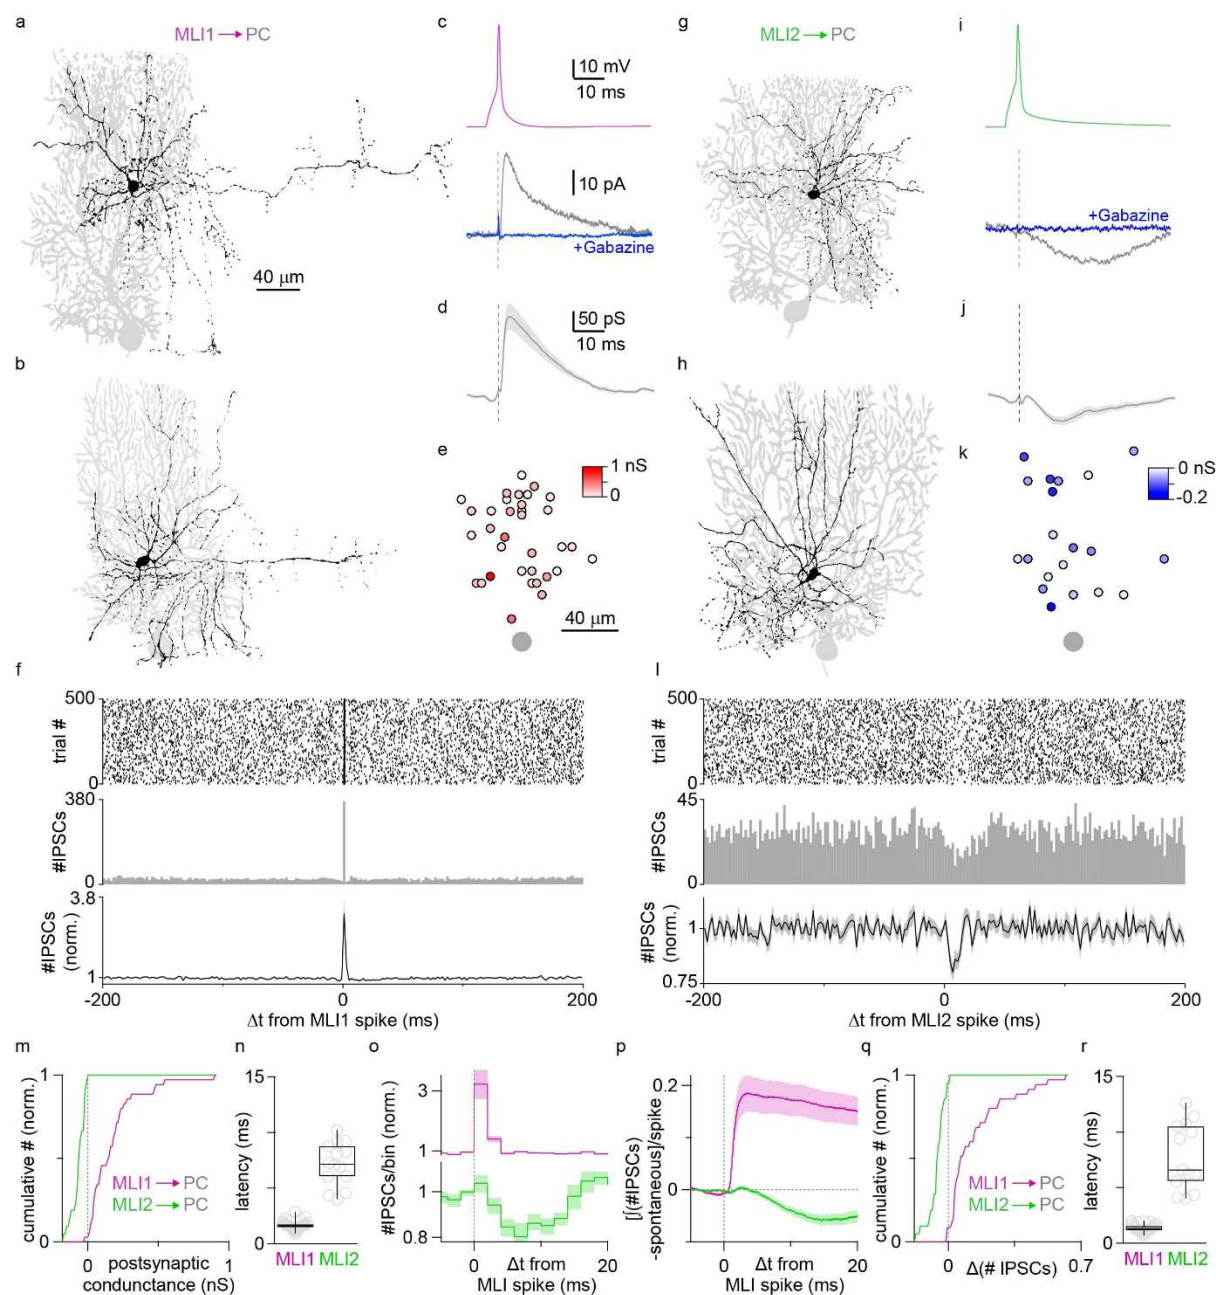 a
MLI1 → PC
40 μm
b
c
10 mV
10 ms
10 pA
+Gabazine
d
50 pS
10 ms
e
1 nS
0
40 μm
g
MLI2 → PC
h
i
+Gabazine
j
k
0 nS
-0.2
f
500
trial #
0
380
#IPSCs
0
3.8
#IPSCs
(norm.)
1
-200
0
200
Δt from MLI1 spike (ms)
l
500
trial #
0
45
#IPSCs
0
1
#IPSCs
(norm.)
0.75
-200
0
200
Δt from MLI2 spike (ms)
m
1
cumulative # (norm.)
0
MLI1 → PC
MLI2 → PC
0
1
postsynaptic
condunctance (nS)
n
15
latency (ms)
0
MLI1 MLI2
o
3
1
#IPSCs/bin (norm.)
1.0
0.8
0
20
Δt from
MLI spike (ms)
p
0.2
[∫(#IPSCs)
-spontaneous]/spike
0
0
20
Δt from
MLI spike (ms)
q
1
cumulative # (norm.)
0
MLI1 → PC
MLI2 → PC
0
0.7
Δ(# IPSCs)
r
15
latency (ms)
0
MLI1 MLI2